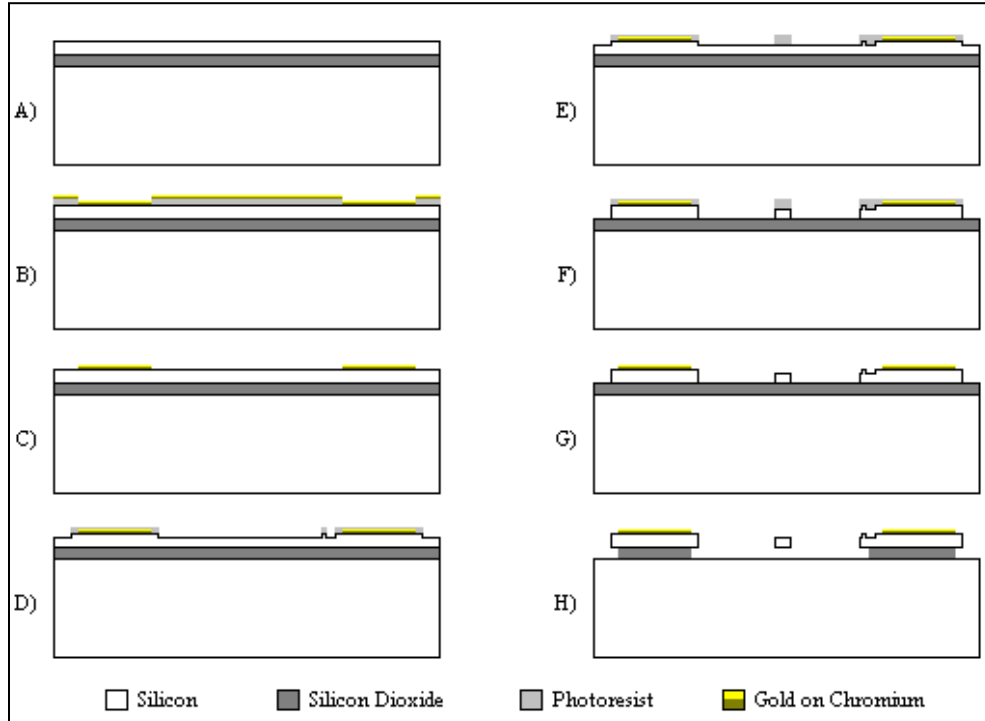 A)
B)
C)
D)
E)
F)
G)
H)
Silicon
Silicon Dioxide
Photoresist
Gold on Chromium